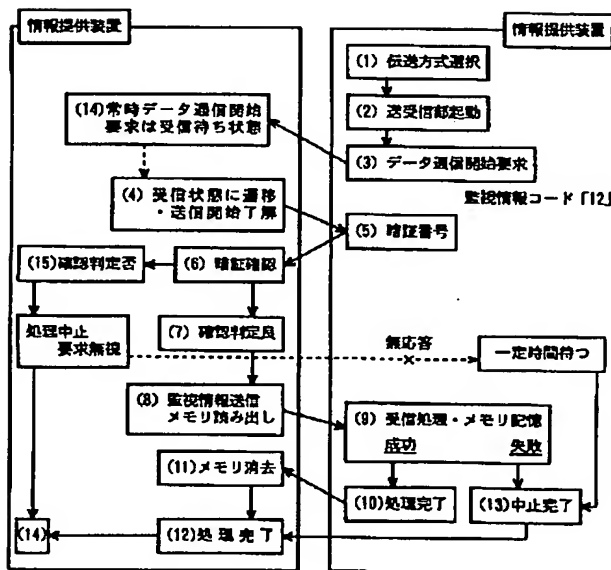 情報提供装置
情報提供装置
(1) 伝送方式選択
(2) 送受信部起動
(14)常時データ通信開始
要求は受信待ち状態
(3) データ通信開始要求
(4) 受信状態に遷移
・送信開始了解
監視情報コード「12」
(5) 暗証番号
(15)確認判定否
(6) 暗証確認
処理中止
要求無視
(7) 確認判定良
無応答
一定時間待つ
(8) 監視情報送信
メモリ読み出し
(9) 受信処理・メモリ記憶
成功 失敗
(11)メモリ消去
(10)処理完了
(13)中止完了
(14)
(12)処理完了